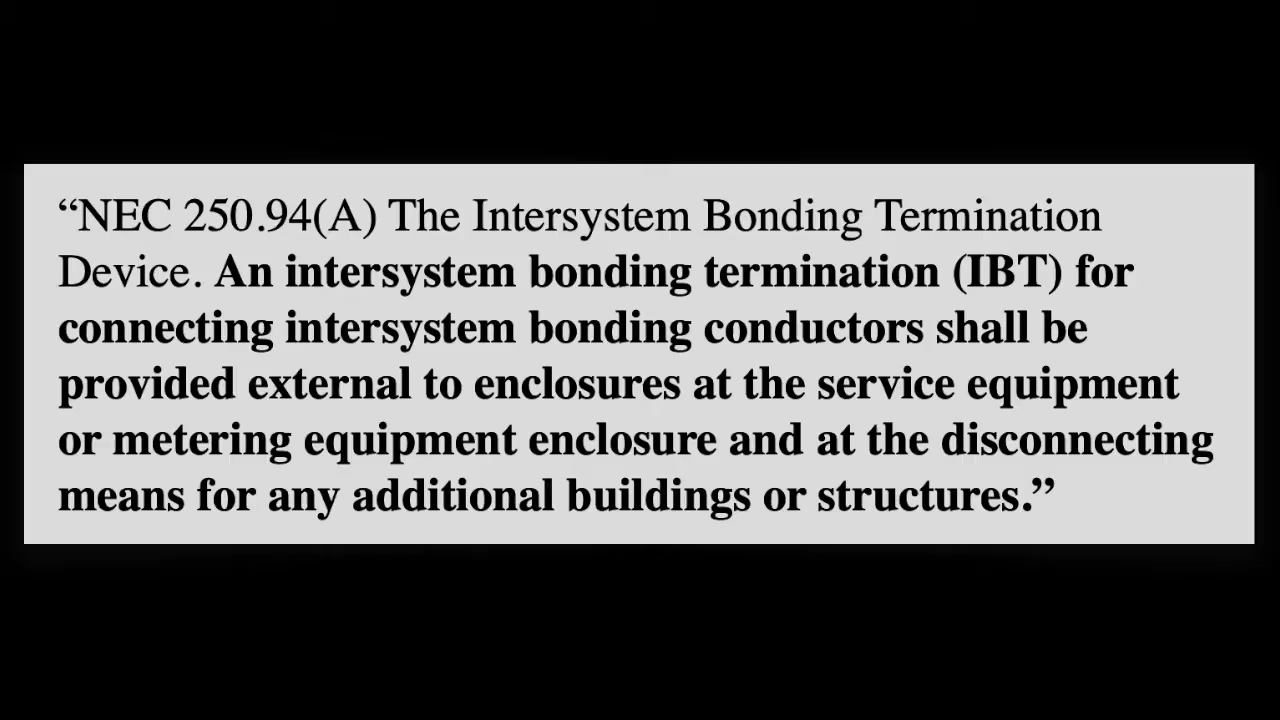 “NEC 250.94(A) The Intersystem Bonding Termination
Device. An intersystem bonding termination (IBT) for
connecting intersystem bonding conductors shall be
provided external to enclosures at the service equipment
or metering equipment enclosure and at the disconnecting
means for any additional buildings or structures.”